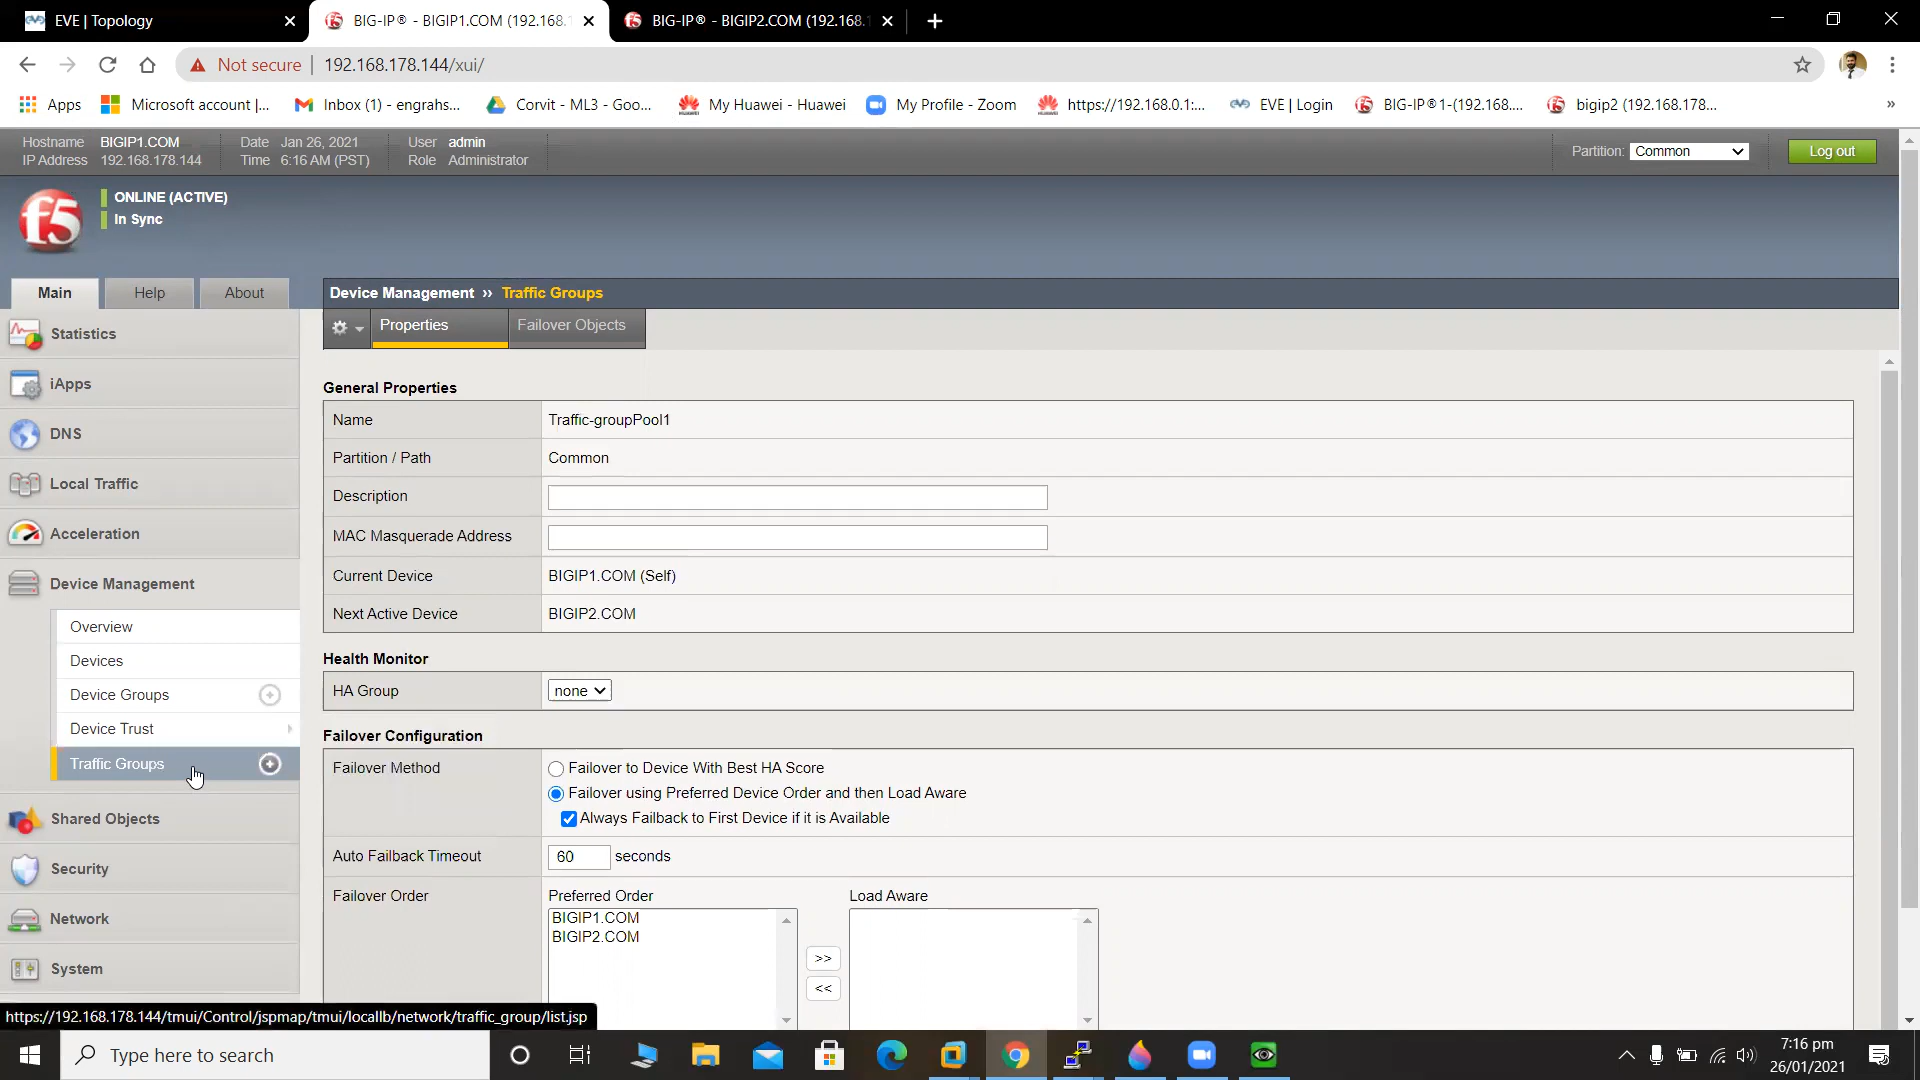 EVE | Topology
BIG-IP® - BIGIP1.COM (192.168.
BIG-IP® - BIGIP2.COM (192.168.1
Not secure | 192.168.178.144/xui/
Apps
Microsoft account |...
Inbox (1) - engrahs...
Corvit - ML3 - Goo...
My Huawei - Huawei
My Profile - Zoom
https://192.168.0.1:...
EVE | Login
BIG-IP®1-(192.168....
bigip2 (192.168.178...
»
Hostname BIGIP1.COM
IP Address 192.168.178.144
Date Jan 26, 2021
Time 6:16 AM (PST)
User admin
Role Administrator
Partition: Common
Log out
f5
ONLINE (ACTIVE)
In Sync
Main
Help
About
Device Management »» Traffic Groups
Statistics
iApps
DNS
Local Traffic
Acceleration
Device Management
Overview
Devices
Device Groups
Device Trust
Traffic Groups
Shared Objects
Security
Network
System
Properties
Failover Objects
General Properties
Name Traffic-groupPool1
Partition / Path Common
Description
MAC Masquerade Address
Current Device BIGIP1.COM (Self)
Next Active Device BIGIP2.COM
Health Monitor
HA Group none
Failover Configuration
Failover Method Failover to Device With Best HA Score
Failover using Preferred Device Order and then Load Aware
Always Failback to First Device if it is Available
Auto Failback Timeout 60 seconds
Failover Order
Preferred Order
Load Aware
BIGIP1.COM
BIGIP2.COM
>>
<<
https://192.168.178.144/tmui/Control/jspmap/tmui/locallb/network/traffic_group/list.jsp
Type here to search
7:16 pm
26/01/2021